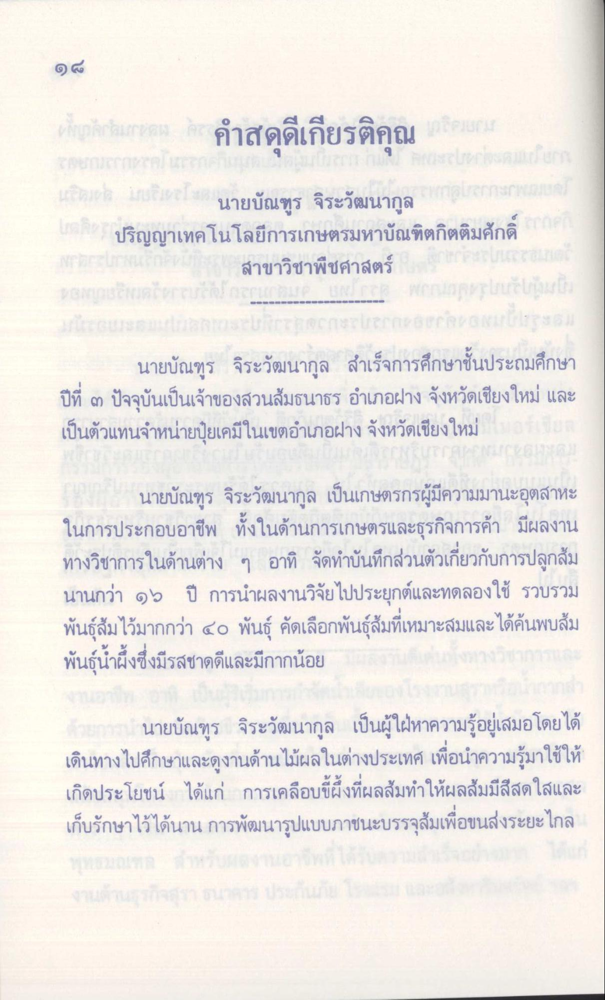 ๑๘
คำสดุดีเกียรติคุณ
นายบัณฑูร จิระวัฒนากูล
ปริญญาเทคโนโลยีการเกษตรมหาบัณฑิตกิตติมศักดิ์
สาขาวิชาพืชศาสตร์
----------------------
นายบัณฑูร จิระวัฒนากูล สำเร็จการศึกษาชั้นประถมศึกษา
ปีที่ ๓ ปัจจุบันเป็นเจ้าของสวนส้มธนาธร อำเภอฝาง จังหวัดเชียงใหม่ และ
เป็นตัวแทนจำหน่ายปุ๋ยเคมีในเขตอำเภอฝาง จังหวัดเชียงใหม่
นายบัณฑูร จิระวัฒนากูล เป็นเกษตรกรผู้มีความมานะอุตสาหะ
ในการประกอบอาชีพ ทั้งในด้านการเกษตรและธุรกิจการค้า มีผลงาน
ทางวิชาการในด้านต่าง ๆ อาทิ จัดทำบันทึกส่วนตัวเกี่ยวกับการปลูกส้ม
นานกว่า ๑๖ ปี การนำผลงานวิจัยไปประยุกต์และทดลองใช้ รวบรวม
พันธุ์ส้มไว้มากกว่า ๔๐ พันธุ์ คัดเลือกพันธุ์ส้มที่เหมาะสมและได้ค้นพบส้ม
พันธุ์น้ำผึ้งซึ่งมีรสชาดดีและมีกากน้อย
นายบัณฑูร จิระวัฒนากูล เป็นผู้ใฝ่หาความรู้อยู่เสมอโดยได้
เดินทางไปศึกษาและดูงานด้านไม้ผลในต่างประเทศ เพื่อนำความรู้มาใช้ให้
เกิดประโยชน์ ได้แก่ การเคลือบขี้ผึ้งที่ผลส้มทำให้ผลส้มมีสีสดใสและ
เก็บรักษาไว้ได้นาน การพัฒนารูปแบบภาชนะบรรจุส้มเพื่อขนส่งระยะไกล